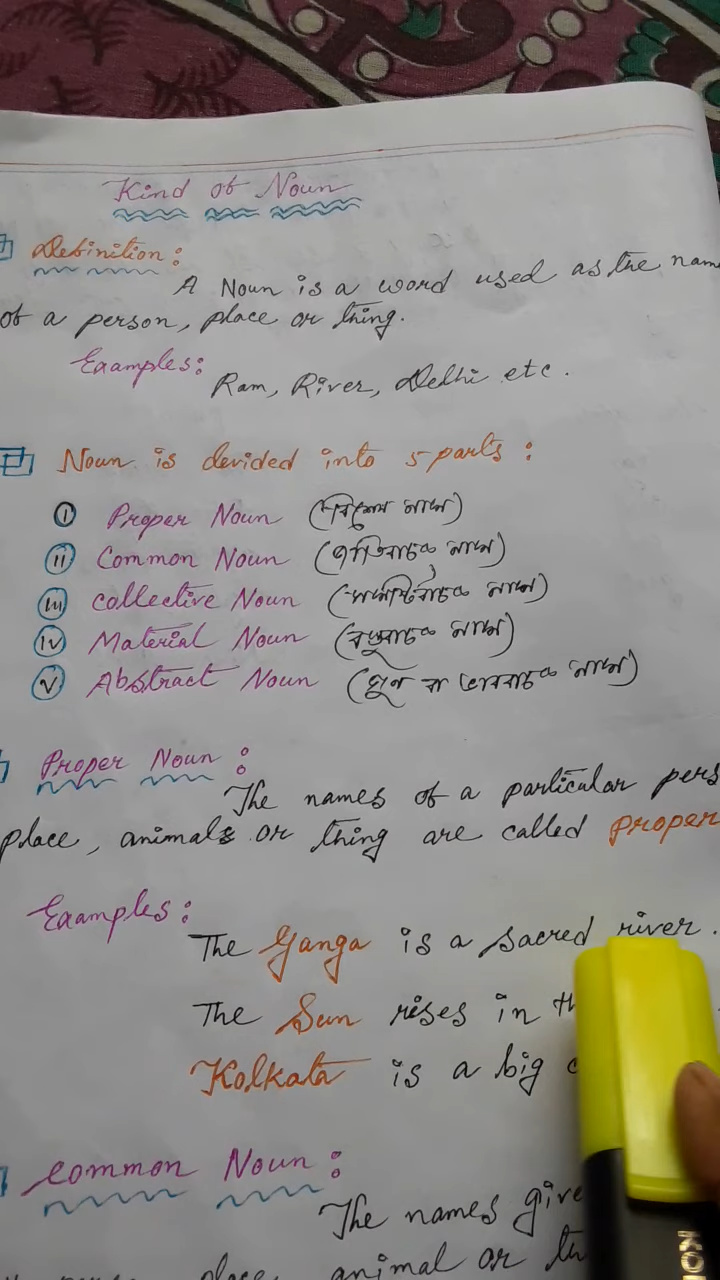 Kind of Noun
Definition:
A Noun is a word used as the name
of a person, place or thing.
Examples:
Ram, River, Delhi etc.
Noun is devided into 5 parts:
i Proper Noun (বিশেষ নাম)
ii Common Noun (জাতিবাচক নাম)
iii Collective Noun (সমষ্টিবাচক নাম)
iv Material Noun (বস্তুবাচক নাম)
v Abstract Noun (গুণ বা ভাববাচক নাম)
Proper Noun:
The names of a particular pers
place, animals or thing are called proper
Examples:
The Ganga is a sacred river.
The Sun rises in th
Kolkata is a big
Common Noun:
The names give
place, animal or th